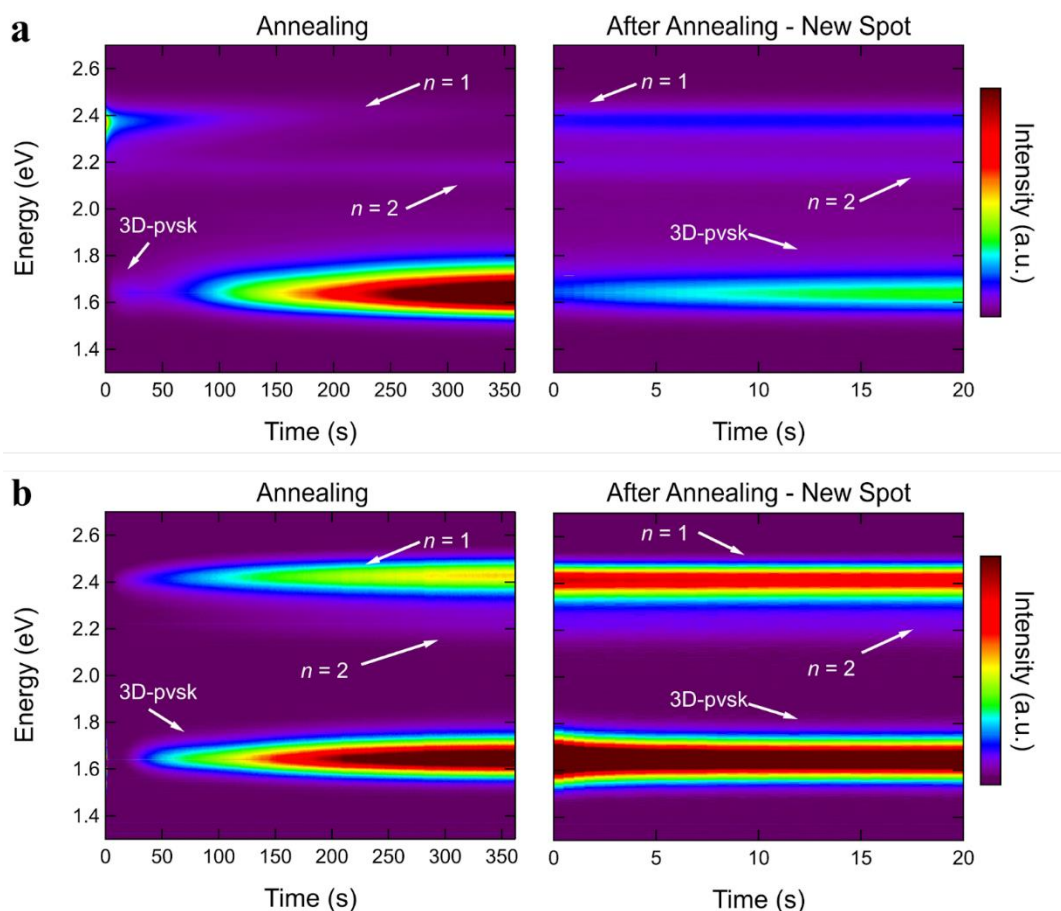 a
Annealing
After Annealing - New Spot
Energy (eV)
2.6
2.4
2.2
2.0
1.8
1.6
1.4
n = 1
n = 2
3D-pvsk
0 50 100 150 200 250 300 350
Time (s)
n = 1
n = 2
3D-pvsk
0 5 10 15 20
Time (s)
Intensity (a.u.)
b
Annealing
After Annealing - New Spot
Energy (eV)
2.6
2.4
2.2
2.0
1.8
1.6
1.4
n = 1
n = 2
3D-pvsk
0 50 100 150 200 250 300 350
Time (s)
n = 1
n = 2
3D-pvsk
0 5 10 15 20
Time (s)
Intensity (a.u.)